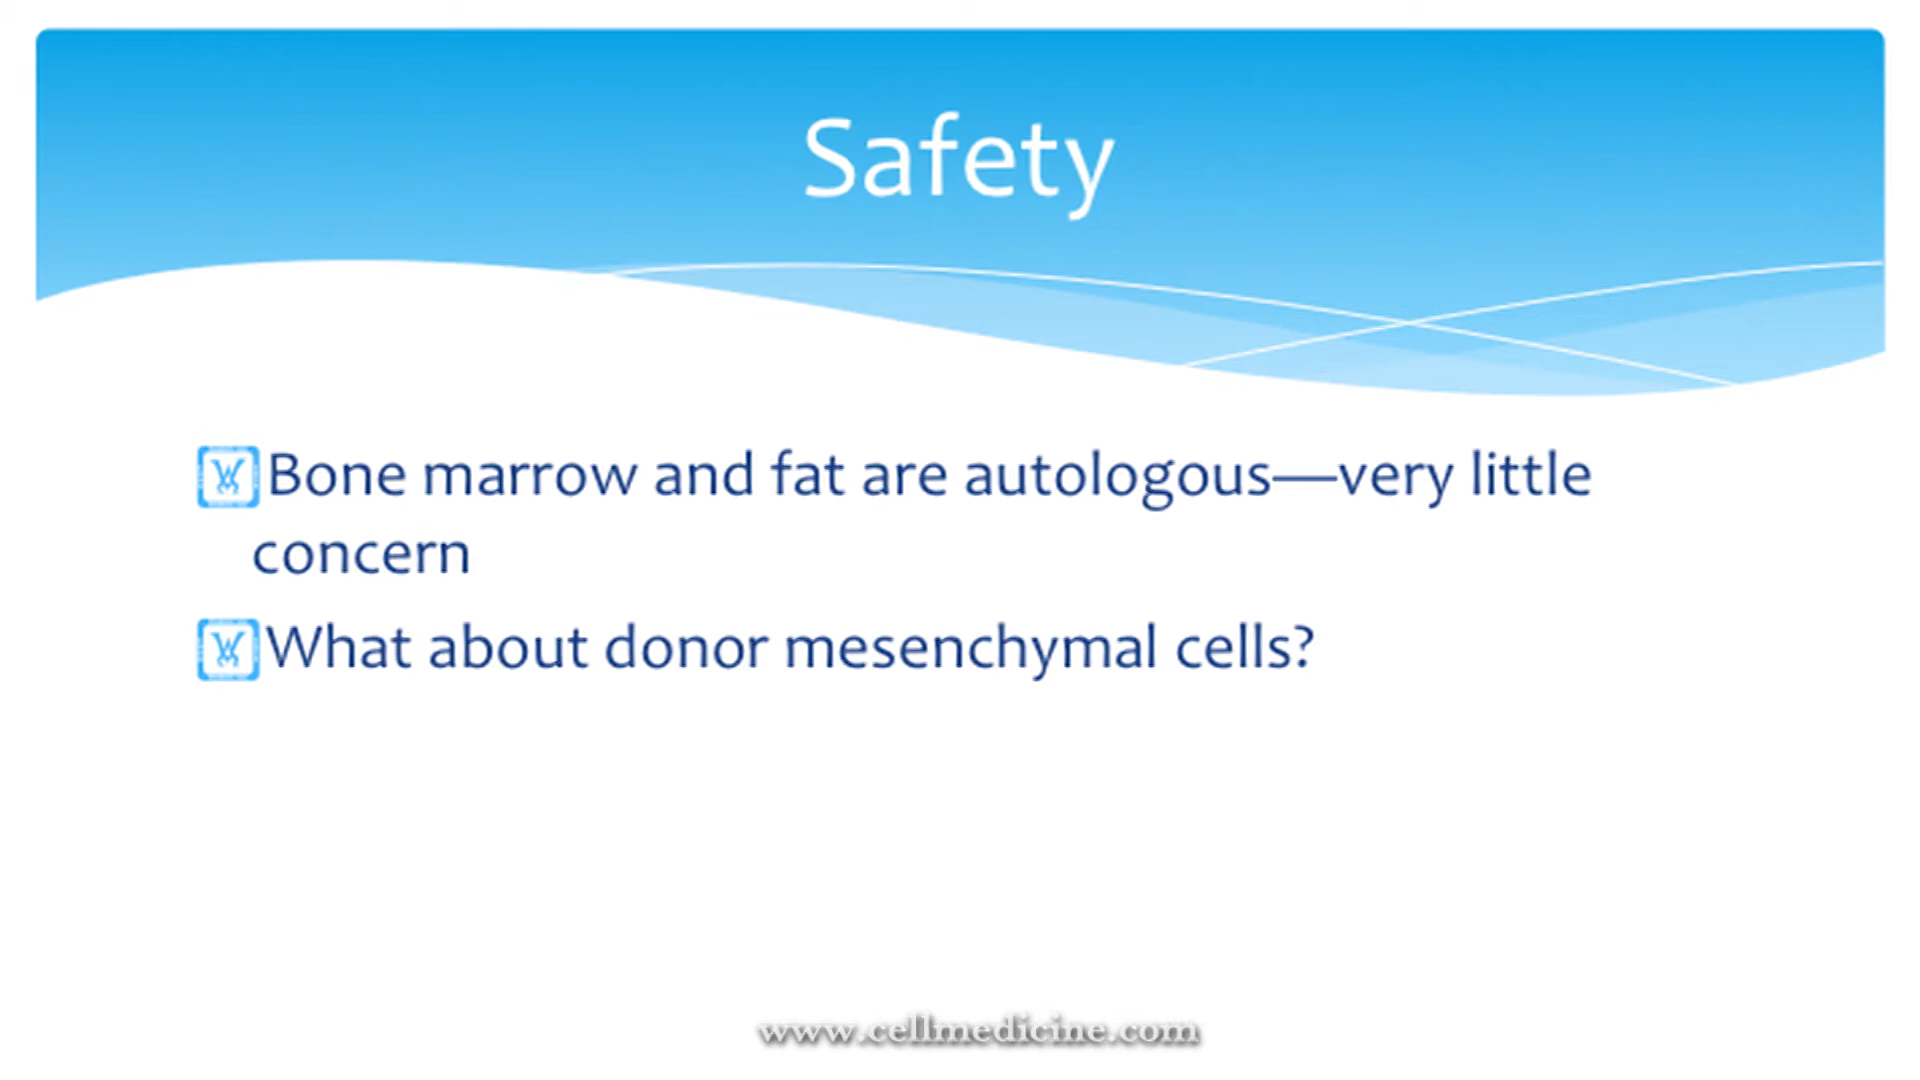 Safety
Bone marrow and fat are autologous—very little
concern
What about donor mesenchymal cells?
www.cellmedicine.com